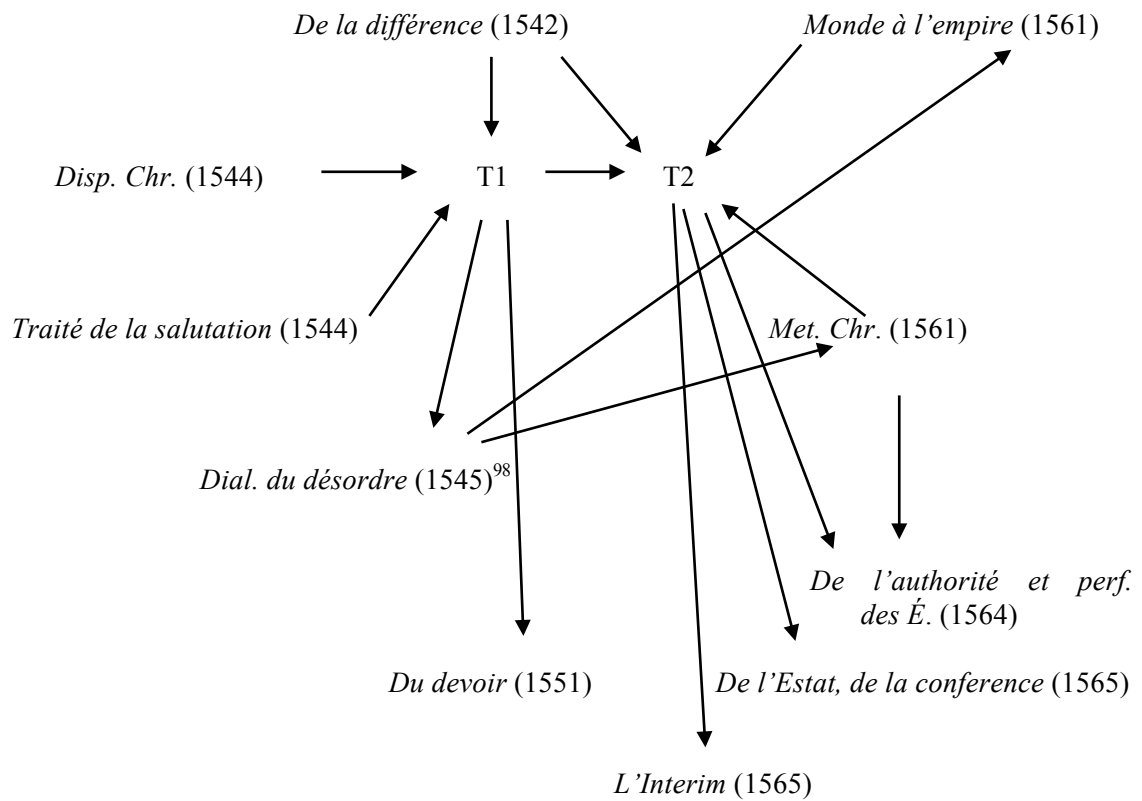 De la différence (1542)
Monde à l’empire (1561)
Disp. Chr. (1544)
T1
T2
Traité de la salutation (1544)
Met. Chr. (1561)
Dial. du désordre (1545)98
De l’authorité et perf.
des É. (1564)
Du devoir (1551)
De l’Estat, de la conference (1565)
L’Interim (1565)